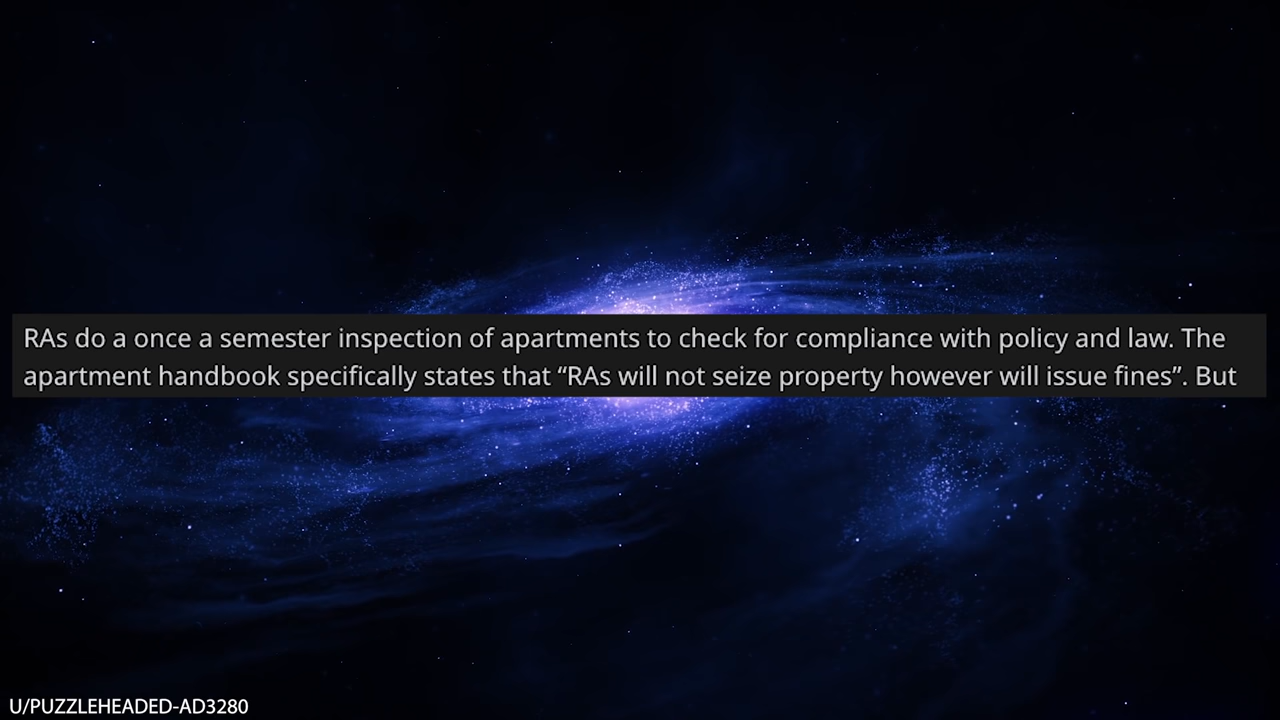 RAs do a once a semester inspection of apartments to check for compliance with policy and law. The
apartment handbook specifically states that “RAs will not seize property however will issue fines”. But
U/PUZZLEHEADED-AD3280